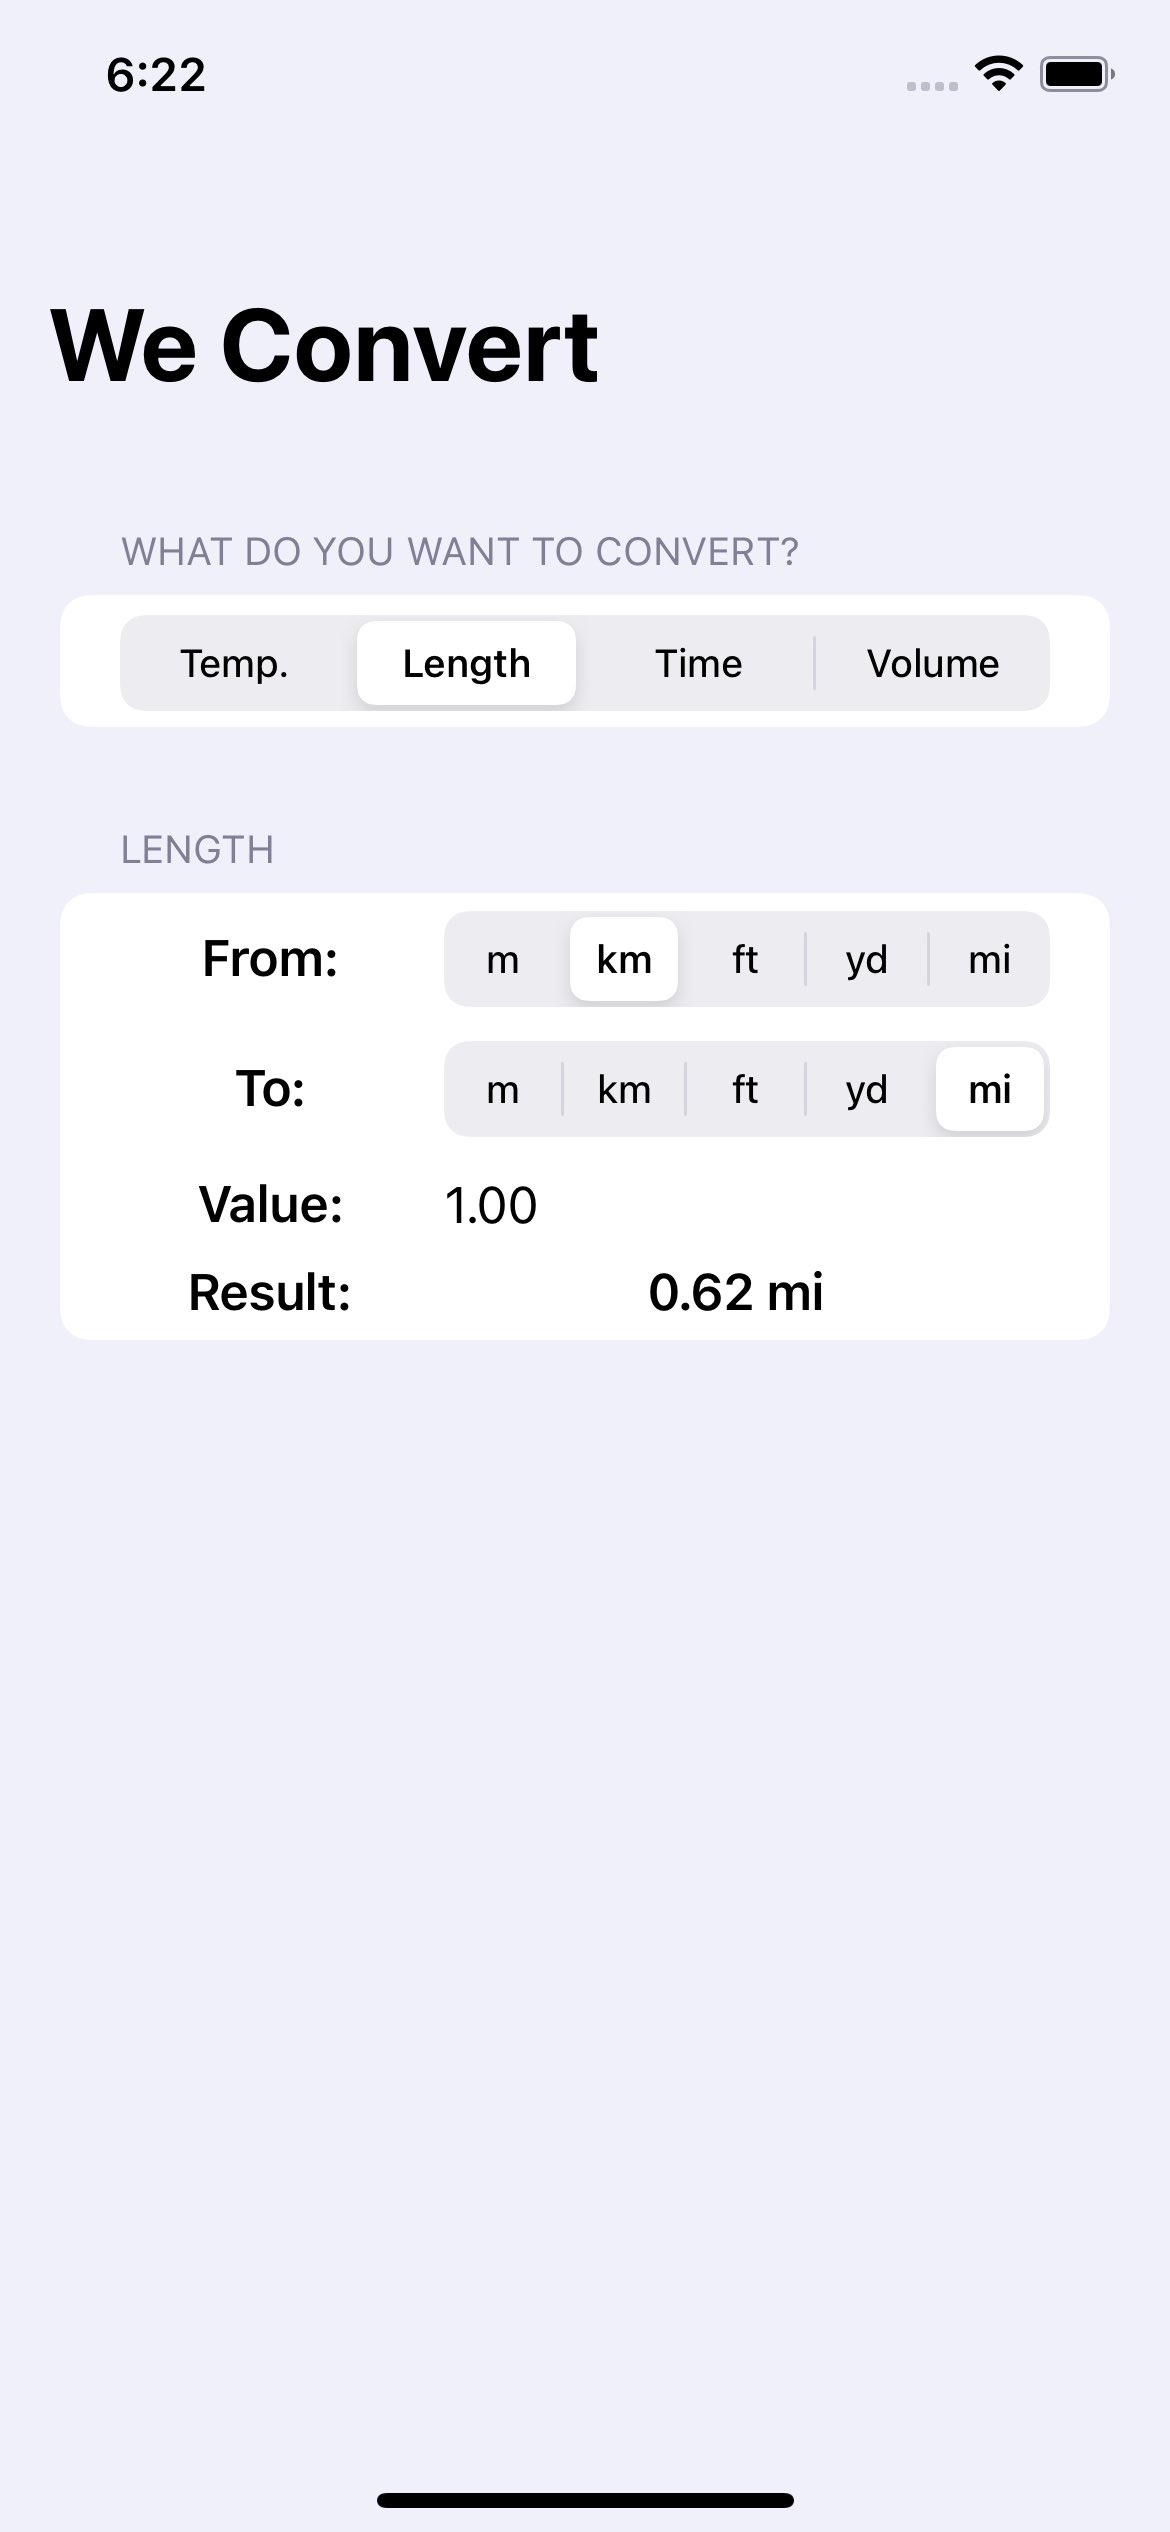 6:22
We Convert
WHAT DO YOU WANT TO CONVERT?
Temp. Length Time Volume
LENGTH
From: m km ft yd mi
To: m km ft yd mi
Value: 1.00
Result: 0.62 mi